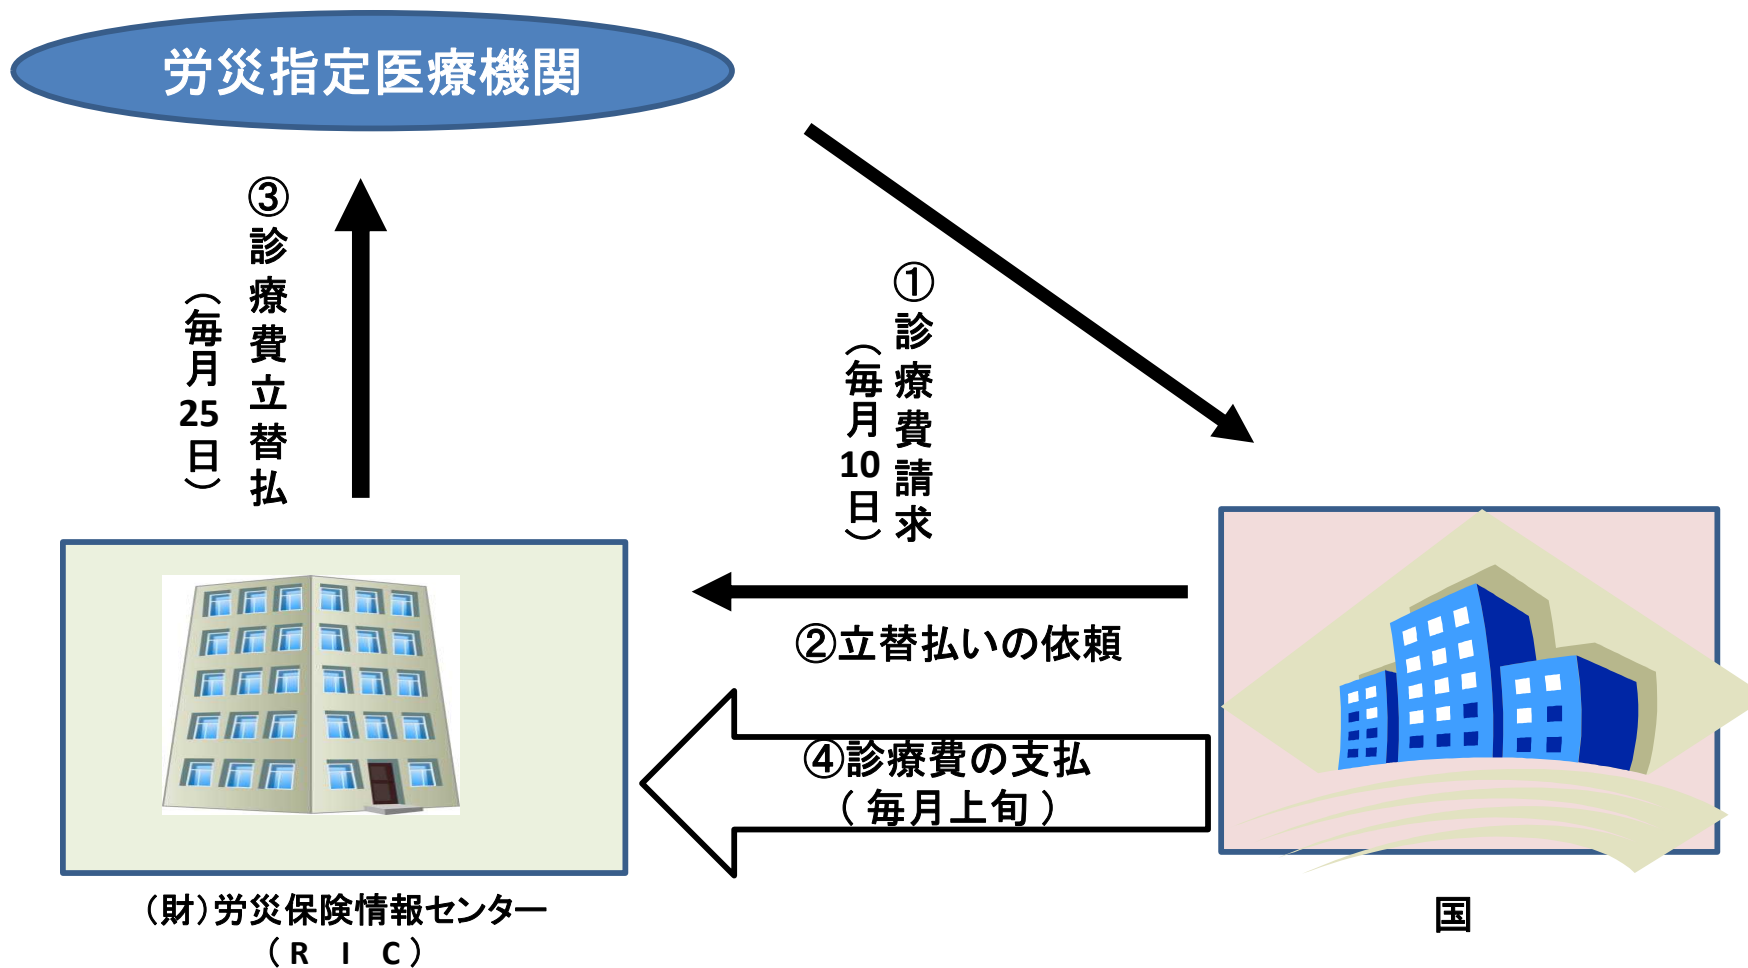 労災指定医療機関
③診療費立替払
（毎月25日）
①診療費請求
（毎月10日）
②立替払いの依頼
④診療費の支払
（毎月上旬）
（財）労災保険情報センター
（ＲＩＣ）
国